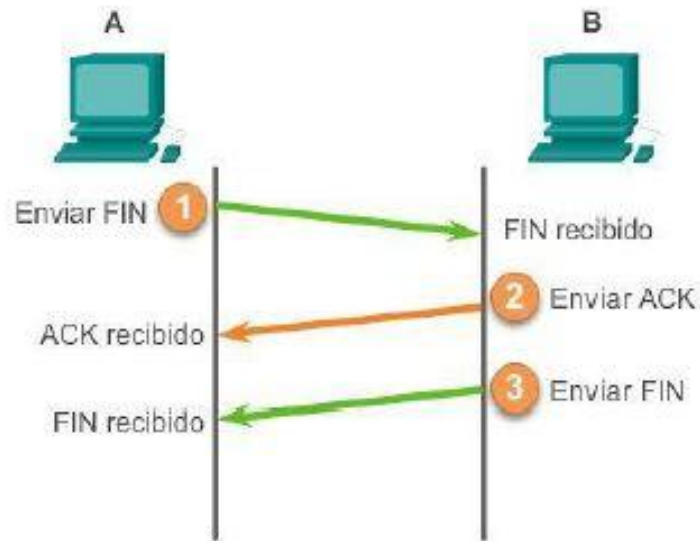 A
B
Enviar FIN 1
FIN recibido
2 Enviar ACK
ACK recibido
3 Enviar FIN
FIN recibido